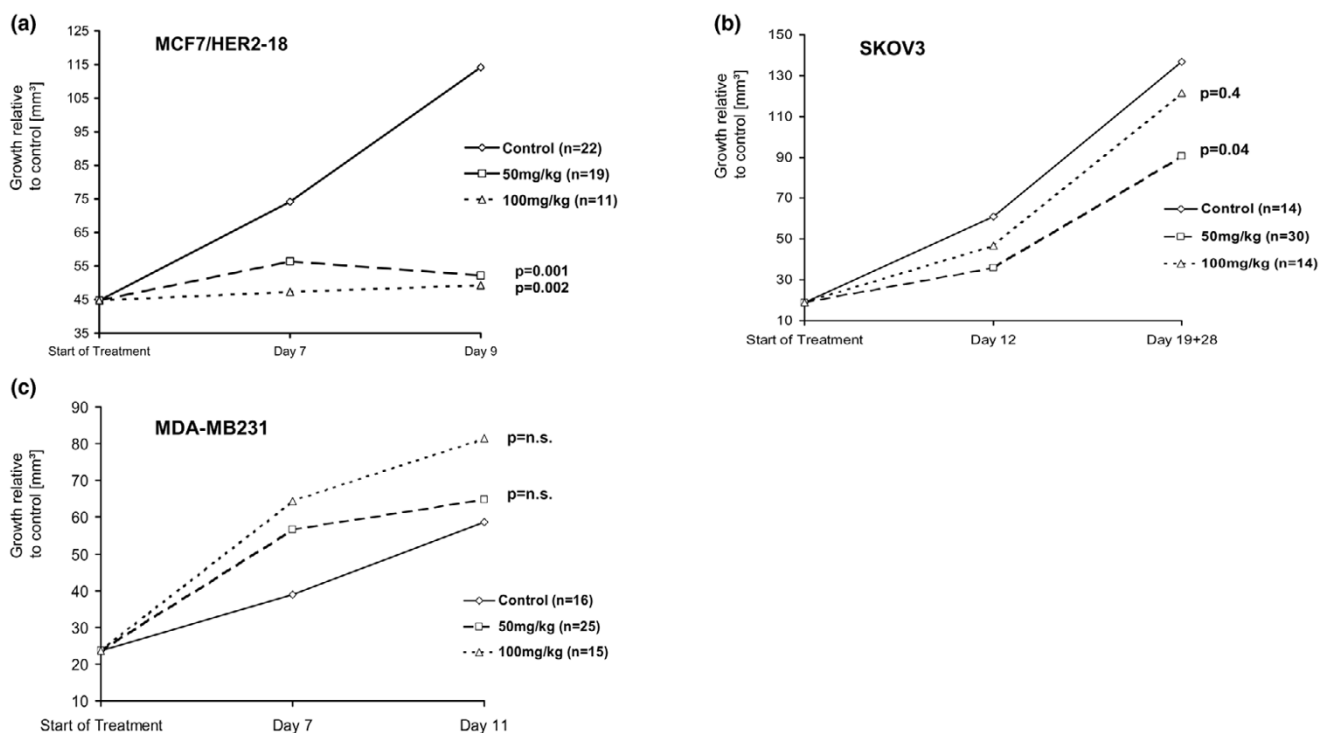 (a)
MCF7/HER2-18
Growth relative
to control [mm³]
125
115
105
95
85
75
65
55
45
35
Control (n=22)
50mg/kg (n=19)
100mg/kg (n=11)
p=0.001
p=0.002
Start of Treatment
Day 7
Day 9
(b)
SKOV3
Growth relative
to control [mm³]
150
130
110
90
70
50
30
10
p=0.4
p=0.04
Control (n=14)
50mg/kg (n=30)
100mg/kg (n=14)
Start of Treatment
Day 12
Day 19+28
(c)
MDA-MB231
Growth relative
to control [mm³]
90
80
70
60
50
40
30
20
10
p=n.s.
p=n.s.
Control (n=16)
50mg/kg (n=25)
100mg/kg (n=15)
Start of Treatment
Day 7
Day 11